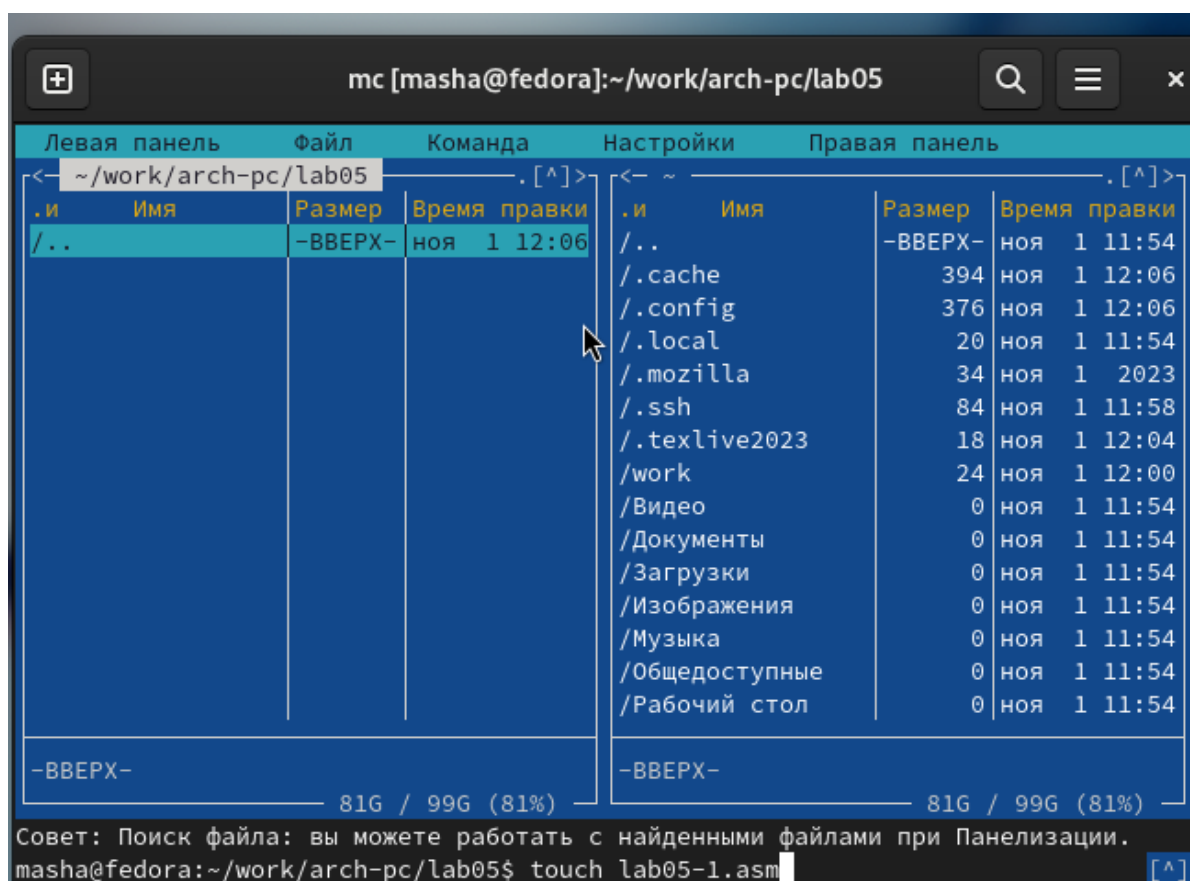 mc [masha@fedora]:~/work/arch-pc/lab05
Левая панель Файл Команда Настройки Правая панель
<─ ~/work/arch-pc/lab05 ─.[^]>
.и Имя Размер Время правки
/.. -ВВЕРХ- ноя 1 12:06
-ВВЕРХ-
81G / 99G (81%)
<─ ~ ─.[^]>
.и Имя Размер Время правки
/.. -ВВЕРХ- ноя 1 11:54
/.cache 394 ноя 1 12:06
/.config 376 ноя 1 12:06
/.local 20 ноя 1 11:54
/.mozilla 34 ноя 1 2023
/.ssh 84 ноя 1 11:58
/.texlive2023 18 ноя 1 12:04
/work 24 ноя 1 12:00
/Видео 0 ноя 1 11:54
/Документы 0 ноя 1 11:54
/Загрузки 0 ноя 1 11:54
/Изображения 0 ноя 1 11:54
/Музыка 0 ноя 1 11:54
/Общедоступные 0 ноя 1 11:54
/Рабочий стол 0 ноя 1 11:54
-ВВЕРХ-
81G / 99G (81%)
Совет: Поиск файла: вы можете работать с найденными файлами при Панелизации.
masha@fedora:~/work/arch-pc/lab05$ touch lab05-1.asm [^]